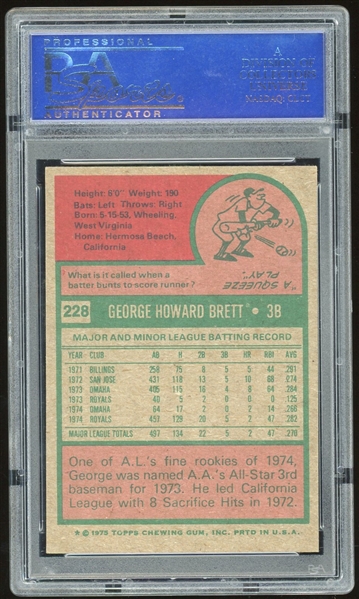 PROFESSIONAL
PSA
AUTHENTICATOR
A
DIVISION OF
COLLECTORS
UNIVERSE
NASDAQ: CLCT
Height: 6'0" Weight: 190
Bats: Left Throws: Right
Born: 5-15-53, Wheeling,
West Virginia
Home: Hermosa Beach,
California
What is it called when a
batter bunts to score runner?
"A SQUEEZE
PLAY."
228 GEORGE HOWARD BRETT • 3B
MAJOR AND MINOR LEAGUE BATTING RECORD
YEAR CLUB AB H 2B 3B HR RBI AVG
1971 BILLINGS 258 75 8 5 5 44 .291
1972 SAN JOSE 431 118 13 5 10 68 .274
1973 OMAHA 405 115 16 4 8 64 .284
1973 ROYALS 40 5 2 0 0 0 .125
1974 OMAHA 64 17 2 0 2 14 .266
1974 ROYALS 457 129 20 5 2 47 .282
MAJOR LEAGUE TOTALS 497 134 22 5 2 47 .270
One of A.L.'s fine rookies of 1974,
George was named A.A.'s All-Star 3rd
baseman for 1973. He led California
League with 8 Sacrifice Hits in 1972.
* © 1975 TOPPS CHEWING GUM, INC. PRTD IN U.S.A.
PSA